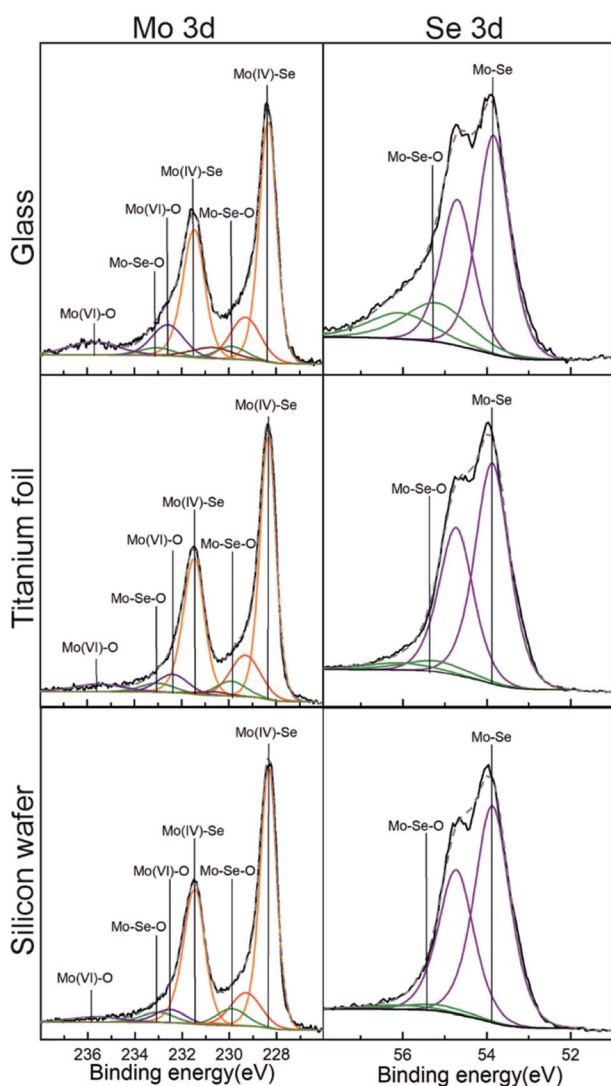 Mo 3d
Se 3d
Glass
Mo(IV)-Se
Mo(IV)-Se
Mo(VI)-O
Mo-Se-O
Mo-Se-O
Mo(VI)-O
Mo-Se
Mo-Se-O
Titanium foil
Mo(IV)-Se
Mo(IV)-Se
Mo(VI)-O
Mo-Se-O
Mo-Se-O
Mo(VI)-O
Mo-Se
Mo-Se-O
Silicon wafer
Mo(IV)-Se
Mo(IV)-Se
Mo(VI)-O
Mo-Se-O
Mo-Se-O
Mo(VI)-O
Mo-Se
Mo-Se-O
236 234 232 230 228
Binding energy(eV)
56 54 52
Binding energy(eV)